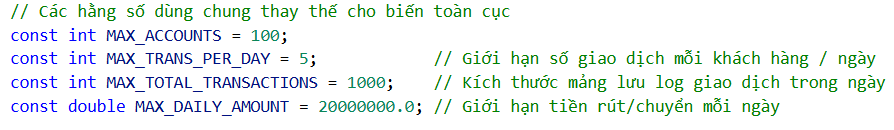 // Các hằng số dùng chung thay thế cho biến toàn cục
const int MAX_ACCOUNTS = 100;
const int MAX_TRANS_PER_DAY = 5;            // Giới hạn số giao dịch mỗi khách hàng / ngày
const int MAX_TOTAL_TRANSACTIONS = 1000;    // Kích thước mảng lưu log giao dịch trong ngày
const double MAX_DAILY_AMOUNT = 20000000.0; // Giới hạn tiền rút/chuyển mỗi ngày